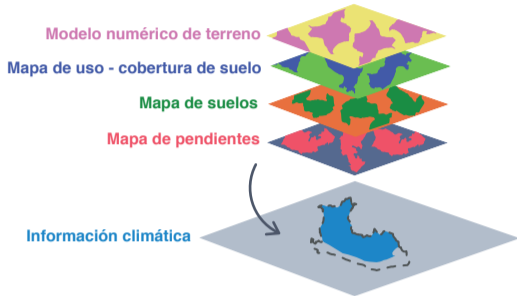 Modelo numérico de terreno
Mapa de uso - cobertura de suelo
Mapa de suelos
Mapa de pendientes
Información climática